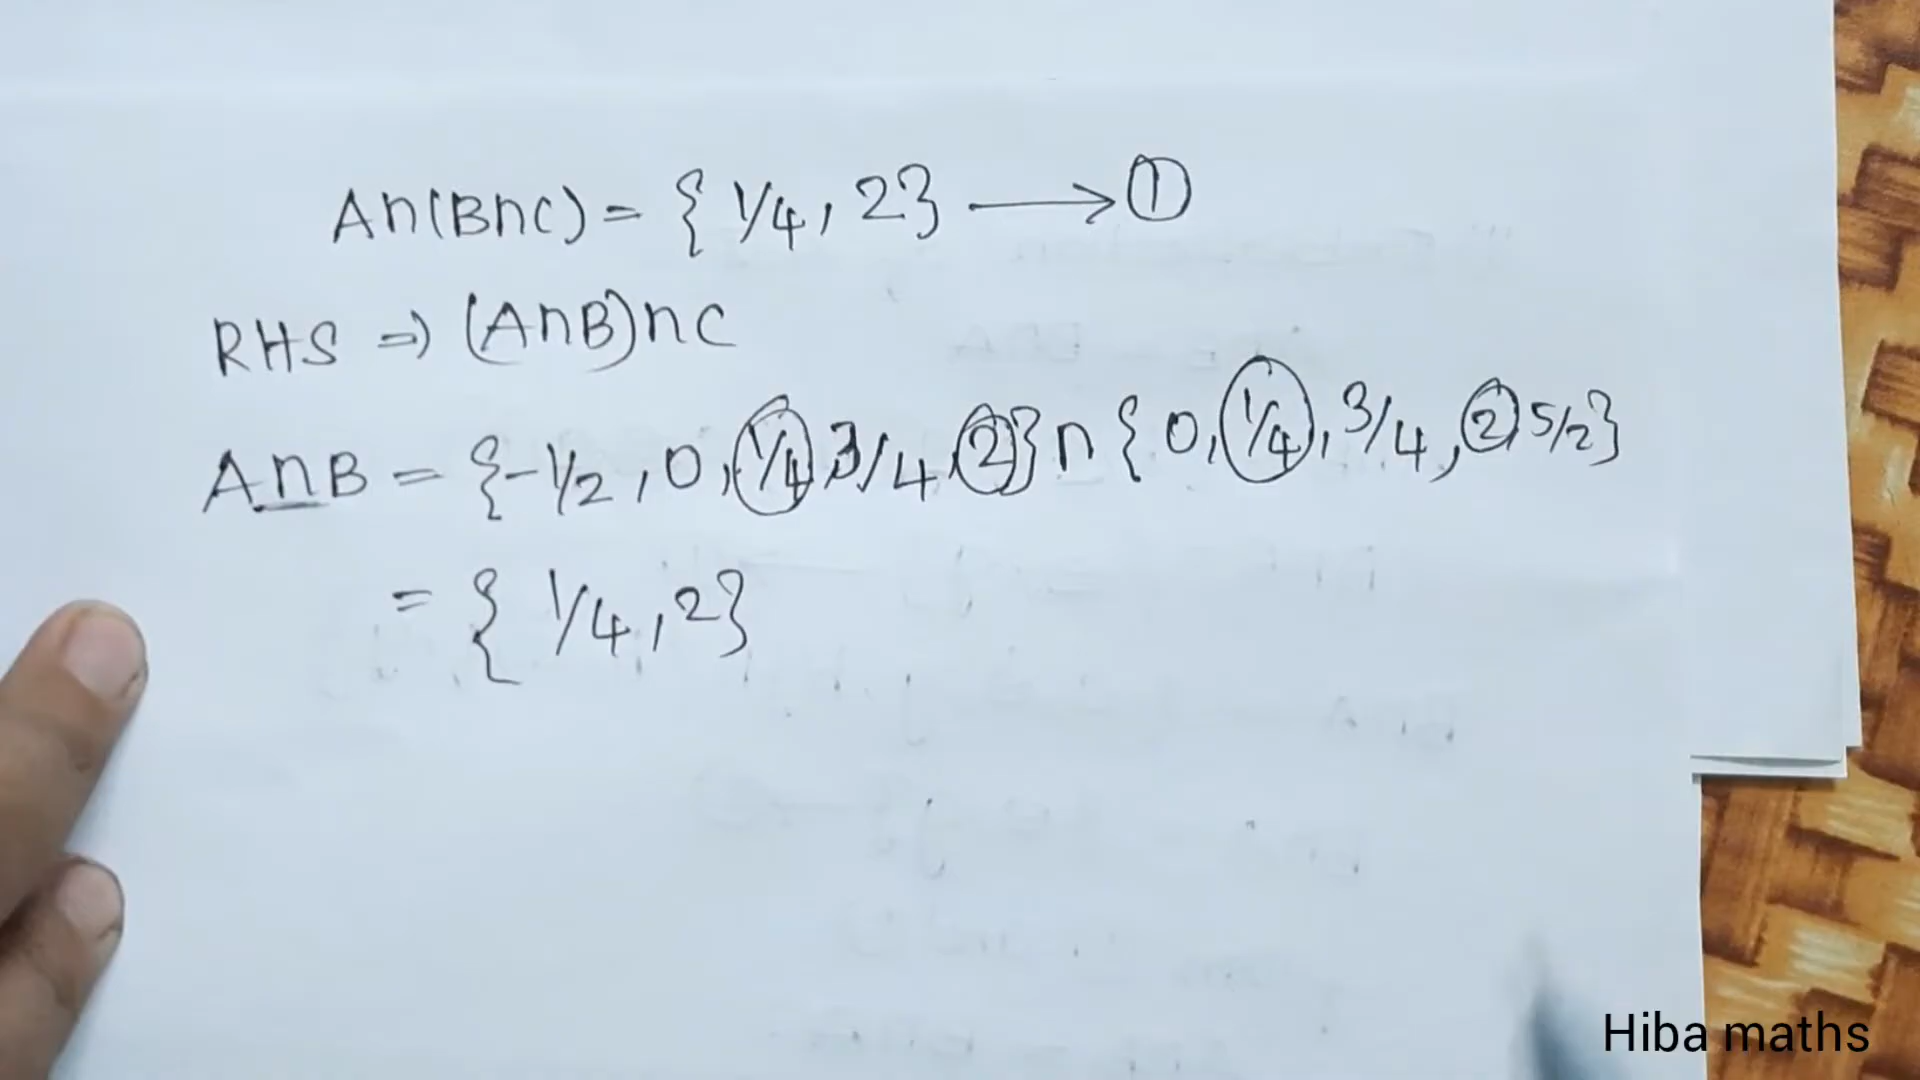 A∩(B∩C) = { 1/4, 2} ⟶ ①
RHS ⇒ (A∩B)∩C
A∩B = {-1/2, 0, 1/4, 3/4, 2} ∩ { 0, 1/4, 3/4, 2, 5/2}
= { 1/4, 2}
Hiba maths